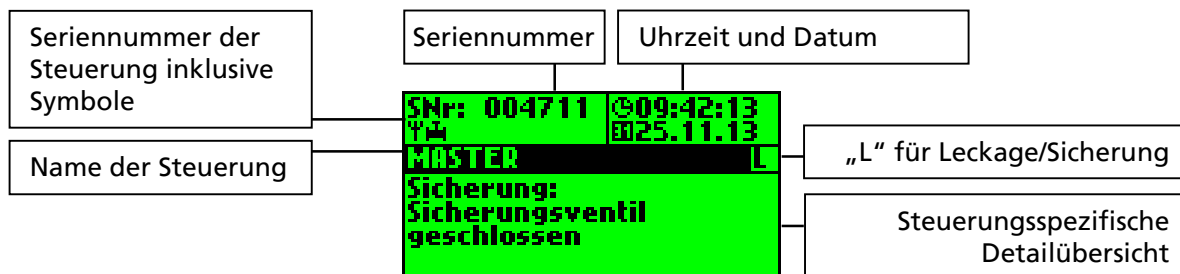 Seriennummer der
Steuerung inklusive
Symbole
Seriennummer
Uhrzeit und Datum
SNr: 004711
09:42:13
25.11.13
Name der Steuerung
MASTER
L
„L“ für Leckage/Sicherung
Sicherung:
Sicherungsventil
geschlossen
Steuerungsspezifische
Detailübersicht